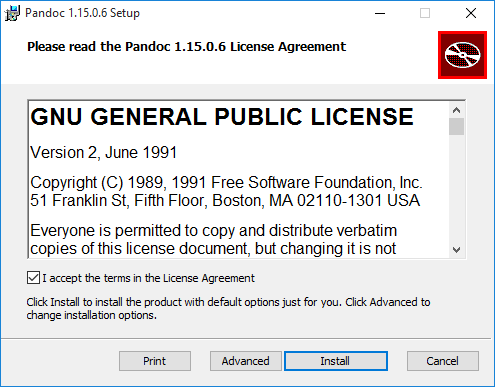 Pandoc 1.15.0.6 Setup
Please read the Pandoc 1.15.0.6 License Agreement
GNU GENERAL PUBLIC LICENSE
Version 2, June 1991
Copyright (C) 1989, 1991 Free Software Foundation, Inc.
51 Franklin St, Fifth Floor, Boston, MA 02110-1301 USA
Everyone is permitted to copy and distribute verbatim
copies of this license document, but changing it is not
I accept the terms in the License Agreement
Click Install to install the product with default options just for you. Click Advanced to
change installation options.
Print Advanced Install Cancel